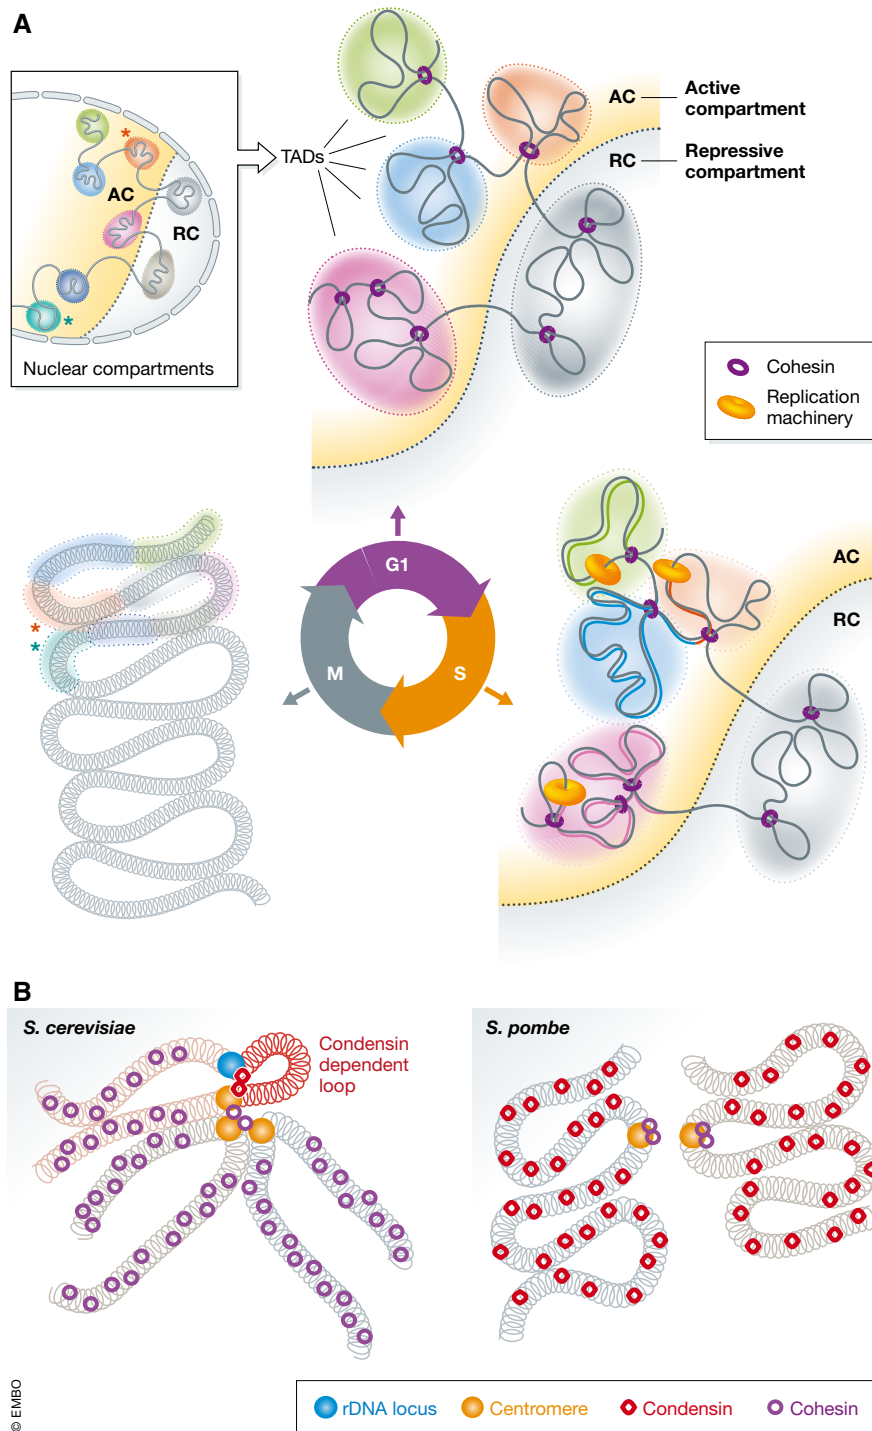 A
AC
RC
*
*
Nuclear compartments
TADs
AC
Active
compartment
RC
Repressive
compartment
Cohesin
Replication
machinery
*
*
G1
S
M
AC
RC
B
S. cerevisiae
Condensin
dependent
loop
S. pombe
rDNA locus
Centromere
Condensin
Cohesin
© EMBO